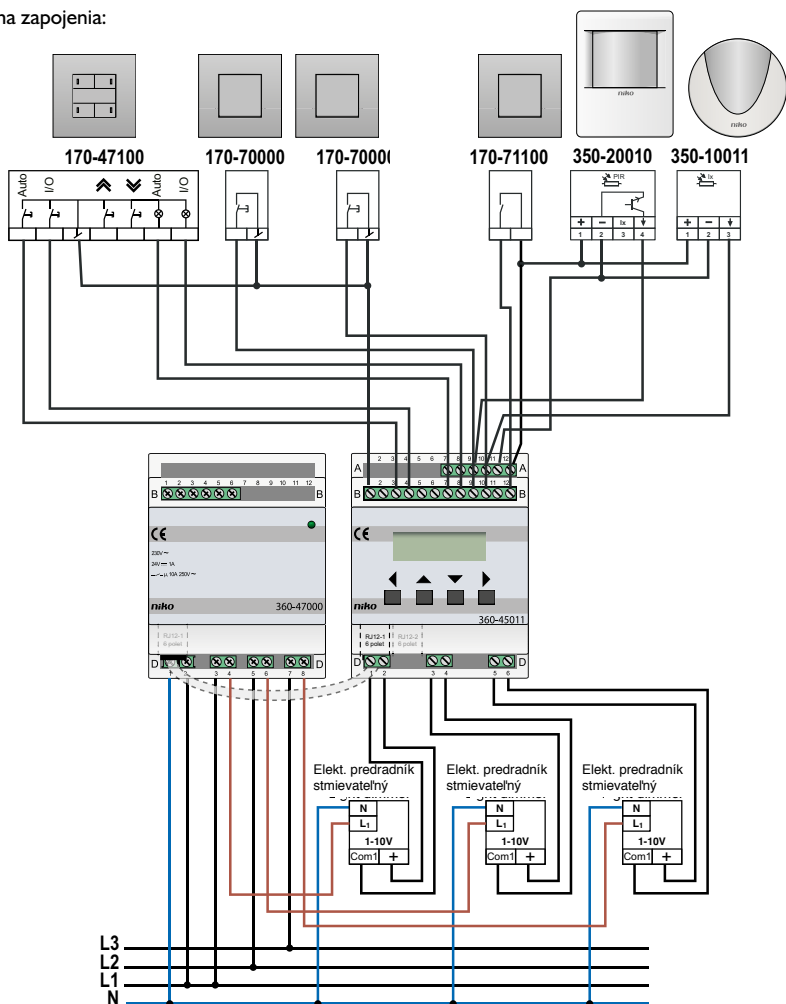 na zapojenia:
niko
niko
170-47100 170-70000 170-7000 170-71100 350-20010 350-10011
Auto I/O Auto I/O
PIR lx
+ − lx
1 2 3 4
+ −
1 2 3
2 3 4 5 6 7 8 9 10 11 12
A A
1 2 3 4 5 6 7 8 9 10 11 12
B B
2 3 4 5 6 7 8 9 10 11 12
B B
CE
CE
230V ~
24V 1A
µ 10A 250V ~
niko 360-47000
niko
360-45011
RJ12-1
6 polet
RJ12-1 RJ12-2
6 polet 6 polet
D D
1 3 4 5 6 7 8
D D
2 3 4 5 6
Elekt. predradník
stmievateľný
N
L1
1-10V
Com1 +
Elekt. predradník
stmievateľný
N
L1
1-10V
Com1 +
Elekt. predradník
stmievateľný
N
L1
1-10V
Com1 +
L3
L2
L1
N